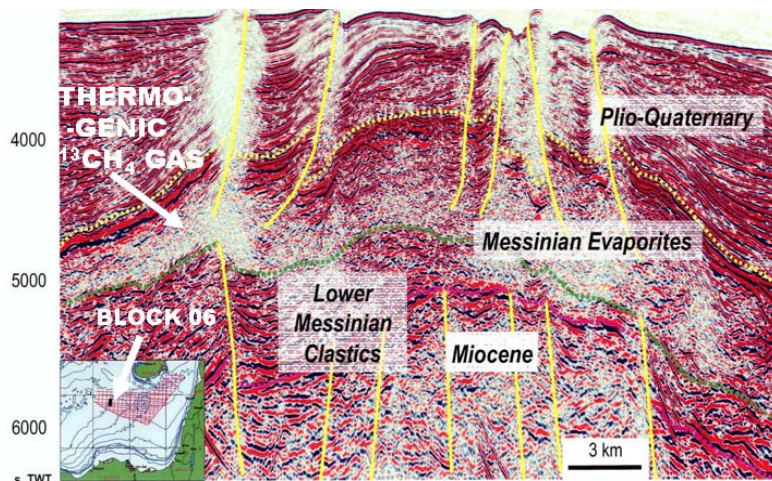 THERMO-
-GENIC
¹³CH₄ GAS
4000
Plio-Quaternary
Messinian Evaporites
5000
Lower
Messinian
Clastics
BLOCK 06
Miocene
6000
3 km
s. TWT